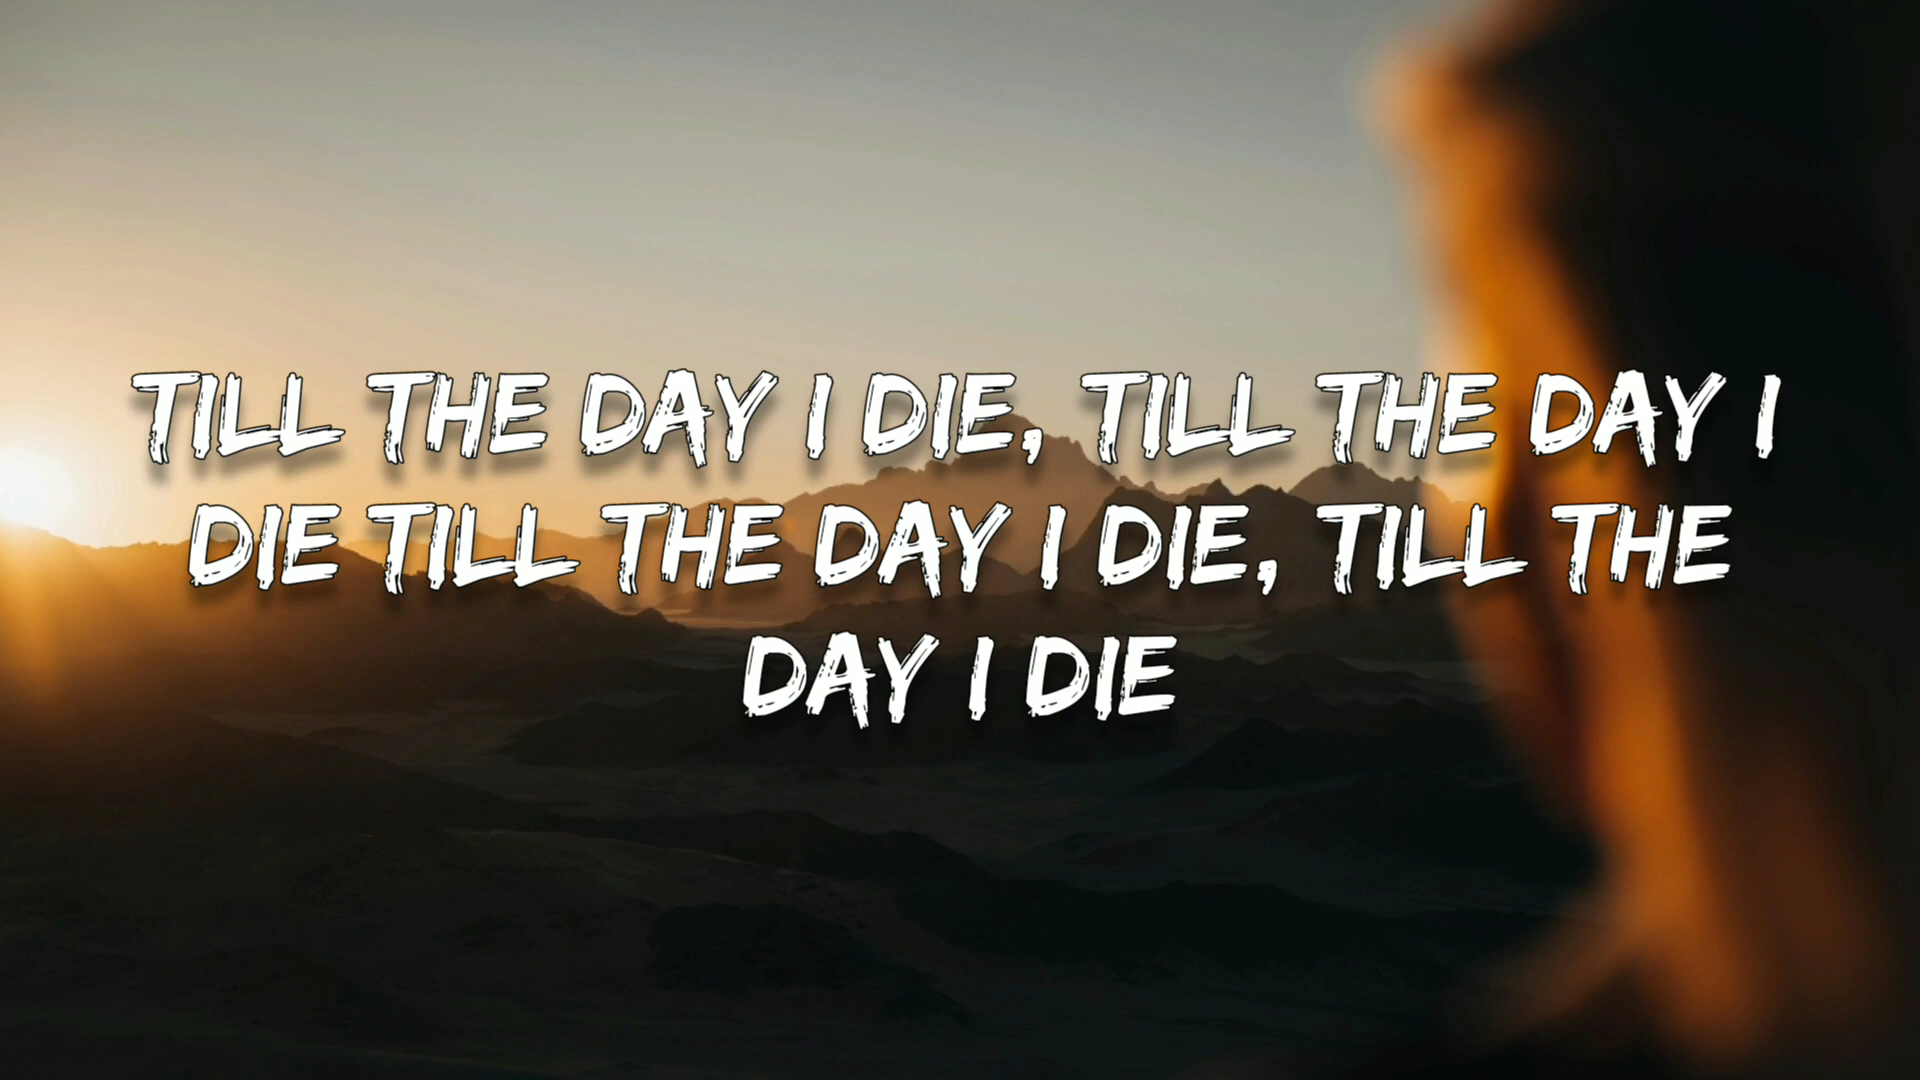 TILL THE DAY I DIE, TILL THE DAY I
DIE TILL THE DAY I DIE, TILL THE
DAY I DIE